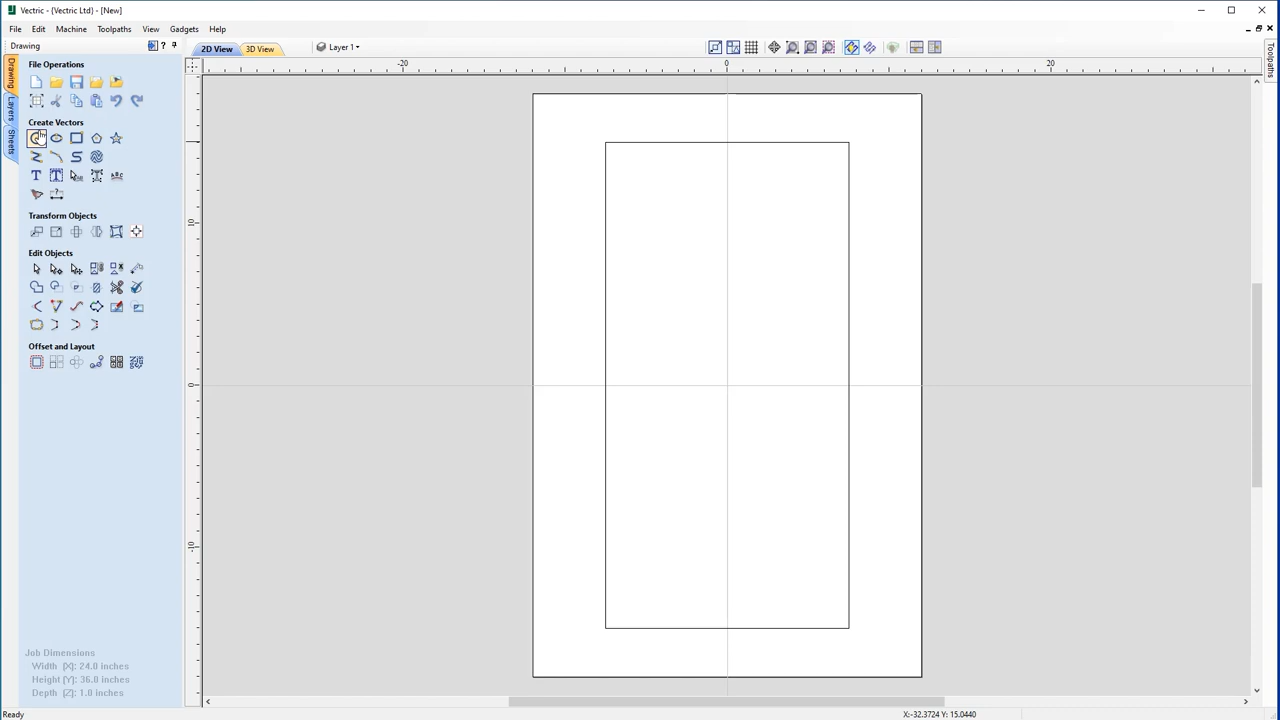 Vectric - {Vectric Ltd} - [New]
File Edit Machine Toolpaths View Gadgets Help
Drawing
2D View
3D View
Layer 1
Toolpaths
Drawing
Layers
Sheets
File Operations
Create Vectors
Transform Objects
Edit Objects
Offset and Layout
-20
0
20
10
0
-10
Job Dimensions
Width [X]: 24.0 inches
Height [Y]: 36.0 inches
Depth [Z]: 1.0 inches
Ready
X:-32.3724 Y: 15.0440